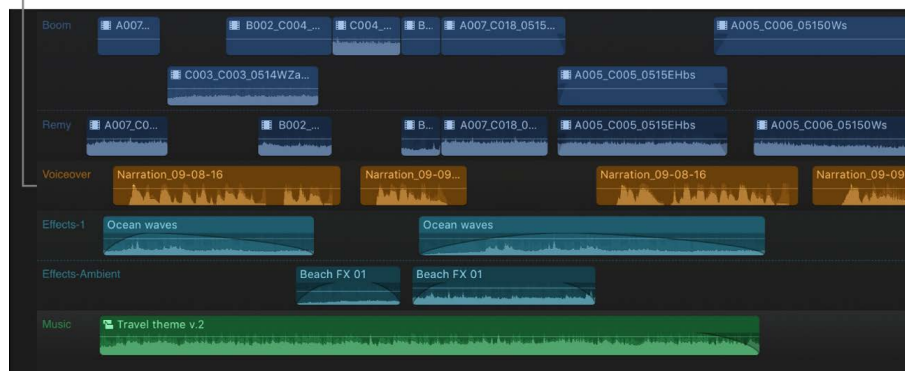 Boom A007... B002_C004_... C004_... B... A007_C018_0515... A005_C006_05150Ws
C003_C003_0514WZa... A005_C005_0515EHbs
Remy A007_C0... B002_... B... A007_C018_0... A005_C005_0515EHbs A005_C006_05150Ws
Voiceover Narration_09-08-16 Narration_09-09... Narration_09-08-16 Narration_09-09
Effects-1 Ocean waves Ocean waves
Effects-Ambient Beach FX 01 Beach FX 01
Music Travel theme v.2